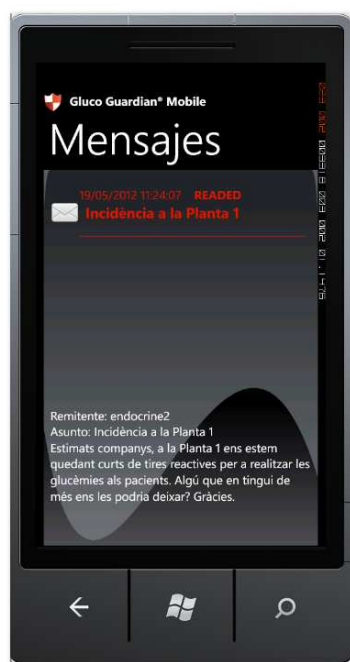 Gluco Guardian® Mobile
Mensajes
19/05/2012 11:24:07 READED
Incidència a la Planta 1
Remitente: endocrine2
Asunto: Incidència a la Planta 1
Estimats companys, a la Planta 1 ens estem
quedant curts de tires reactives per a realitzar les
glucèmies als pacients. Algú que en tingui de
més ens les podria deixar? Gràcies.